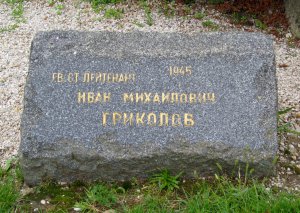 ГВ. СТ. ЛЕЙТЕНАНТ 1945
ИВАН МИХАЙЛОВИЧ
ГРИКОЛОВ